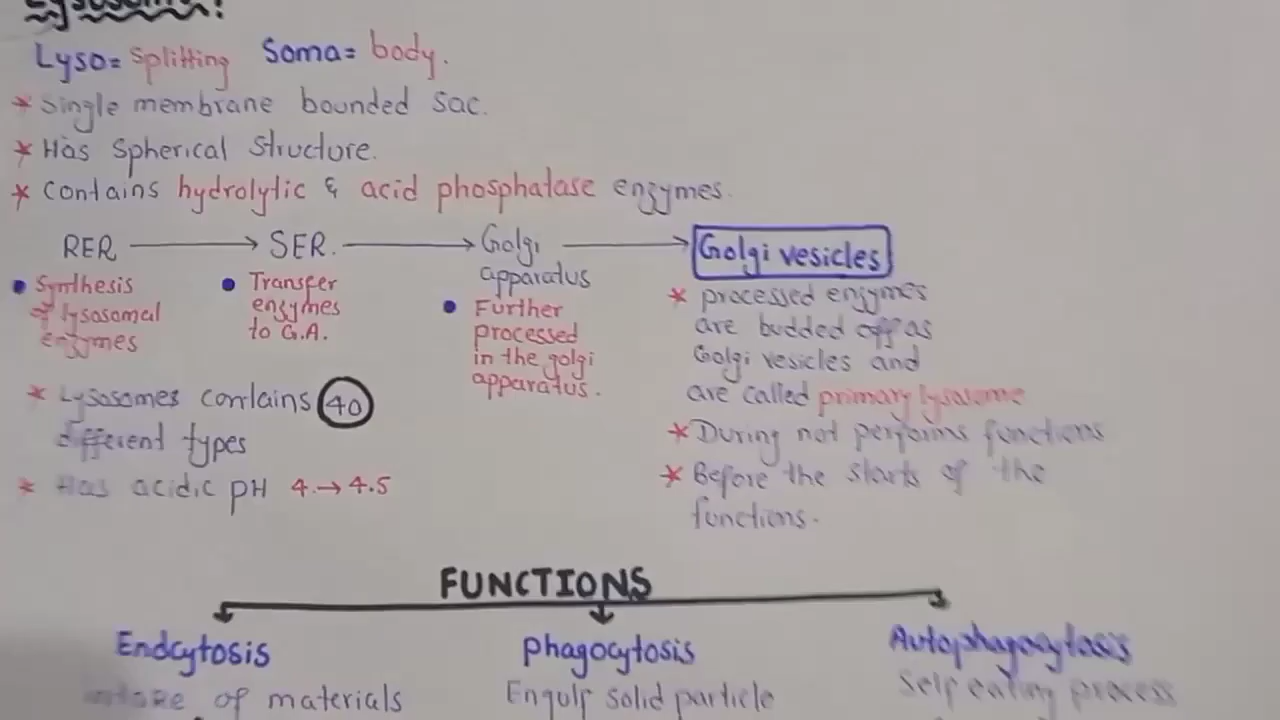 Lyso= Splitting Soma= body.
* Single membrane bounded sac.
* Has Spherical Structure.
* Contains hydrolytic & acid phosphatase enzymes.
RER → SER. → Golgi apparatus → Golgi vesicles
• Synthesis
of lysosomal
enzymes
• Transfer
enzymes
to G.A.
• Further
processed
in the golgi
apparatus.
* processed enzymes
are budded off as
Golgi vesicles and
are called primary lysosome
* During not performs functions
* Before the starts of the
functions.
* Lysosomes contains 40
different types
* Has acidic pH 4.→4.5
FUNCTIONS
Endcytosis
intake of materials
Phagocytosis
Engulf solid particle
Autophagocytosis
Self eating process